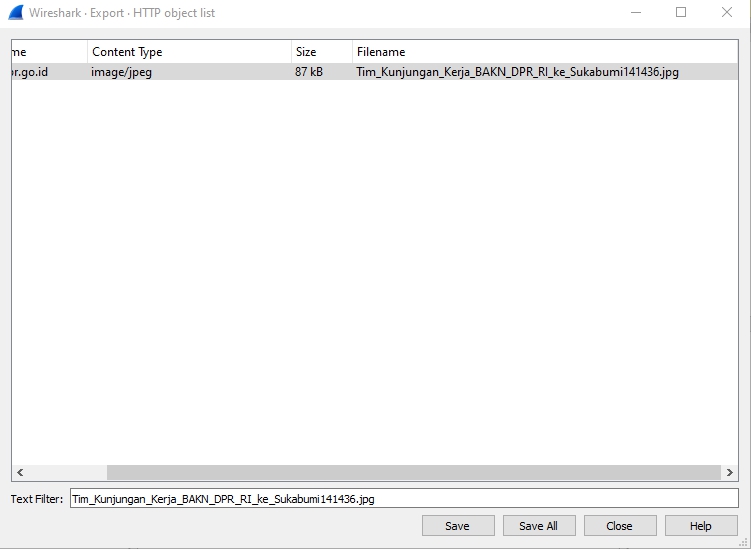 Wireshark · Export · HTTP object list
me Content Type Size Filename
or.go.id image/jpeg 87 kB Tim_Kunjungan_Kerja_BAKN_DPR_RI_ke_Sukabumi141436.jpg
Text Filter: Tim_Kunjungan_Kerja_BAKN_DPR_RI_ke_Sukabumi141436.jpg
Save Save All Close Help